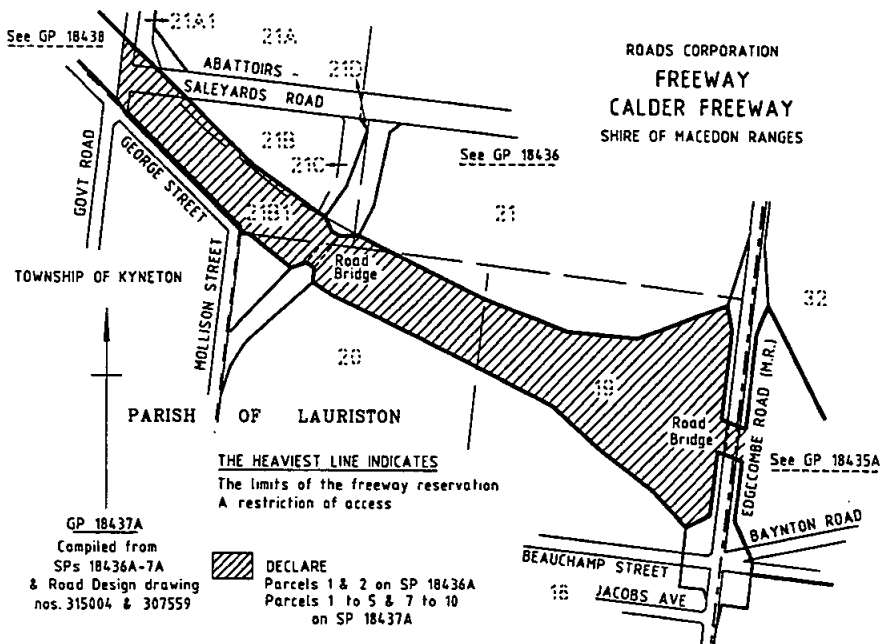 21A1
21A
See GP 18438
ABATTOIRS -
SALEYARDS ROAD
21D
ROADS CORPORATION
FREEWAY
CALDER FREEWAY
SHIRE OF MACEDON RANGES
21B
21C
See GP 18436
GOVT ROAD
GEORGE STREET
21B1
21
Road
Bridge
TOWNSHIP OF KYNETON
MOLLISON STREET
32
20
19
Road
Bridge
EDGECOMBE ROAD (M.R.)
PARISH OF LAURISTON
THE HEAVIEST LINE INDICATES
The limits of the freeway reservation
A restriction of access
See GP 18435A
GP 18437A
Compiled from
SPs 18436A-7A
& Road Design drawing
nos. 315004 & 307559
DECLARE
Parcels 1 & 2 on SP 18436A
Parcels 1 to 5 & 7 to 10
on SP 18437A
BAYNTON ROAD
BEAUCHAMP STREET
18
JACOBS AVE